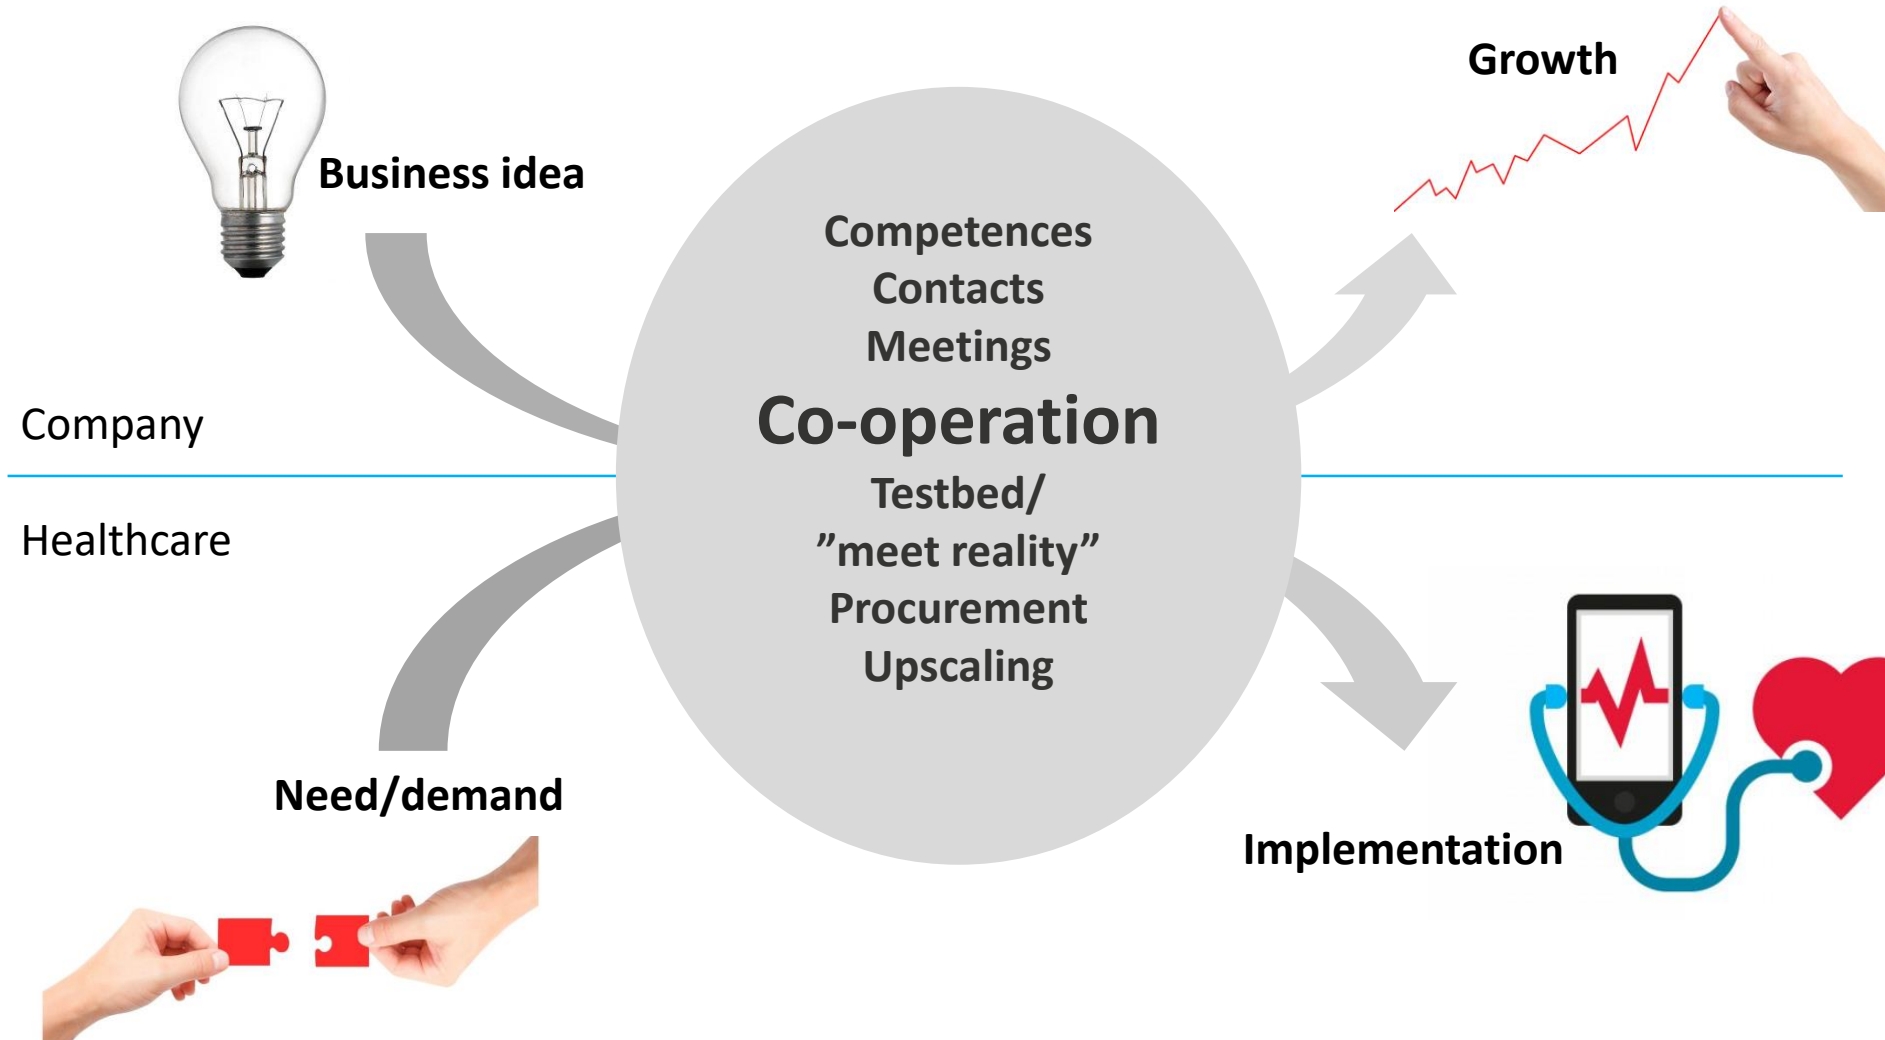 Growth
Business idea
Competences
Contacts
Meetings
Co-operation
Company
Testbed/
”meet reality”
Healthcare
Procurement
Upscaling
Need/demand
Implementation